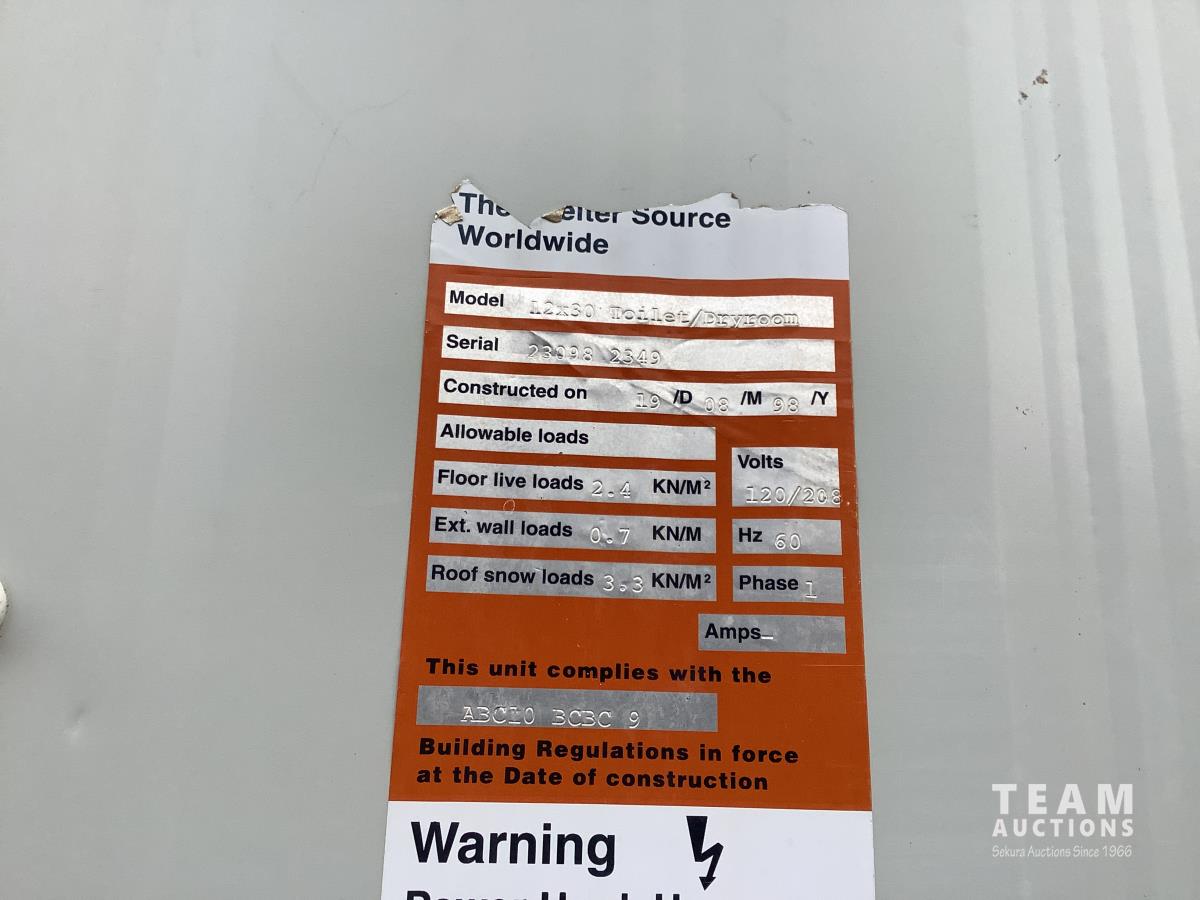 The Source
Worldwide
Model 12x30' Toilet/Dryroom
Serial 23098 2349
Constructed on 19 /D 08 /M 98 /Y
Allowable loads
Volts
120/208
Floor live loads 2.4 KN/M²
Ext. wall loads 0.7 KN/M
Hz 60
Roof snow loads 3.3 KN/M²
Phase 1
Amps
This unit complies with the
ABC10 BCBC 9
Building Regulations in force
at the Date of construction
Warning
TEAM
AUCTIONS
Sekura Auctions Since 1966